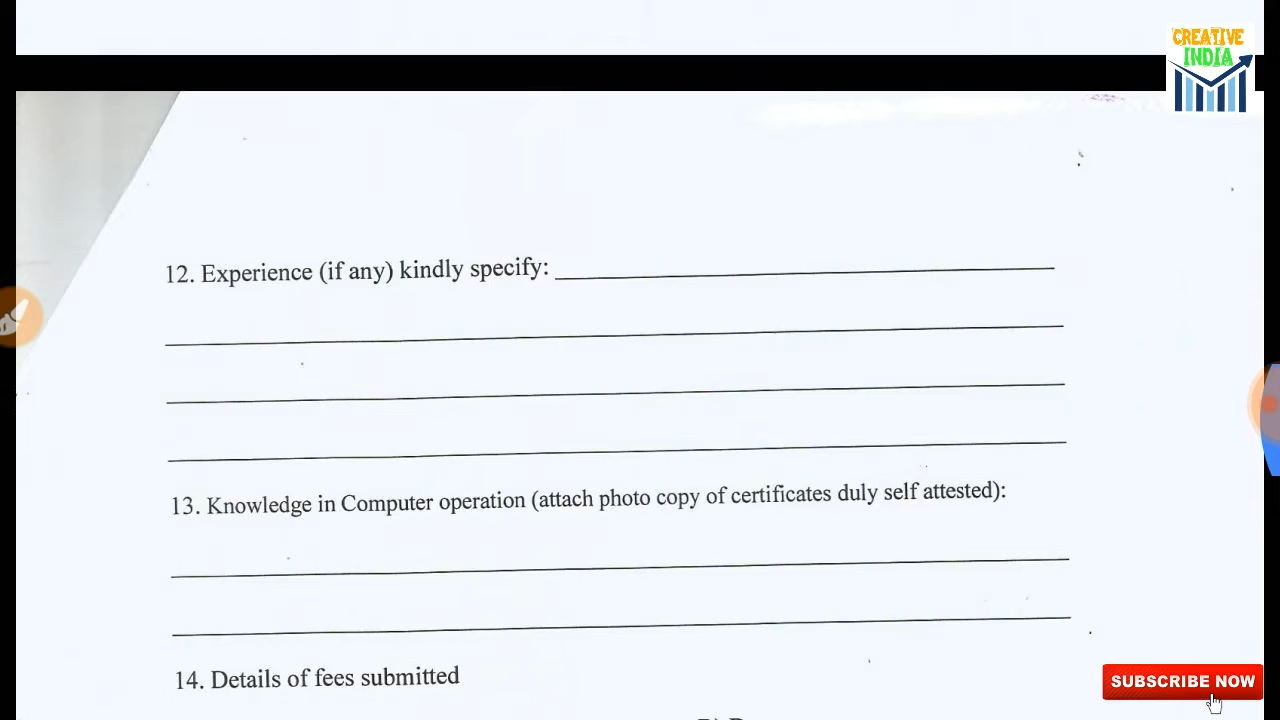 CREATIVE
INDIA
12. Experience (if any) kindly specify:
13. Knowledge in Computer operation (attach photo copy of certificates duly self attested):
14. Details of fees submitted
SUBSCRIBE NOW